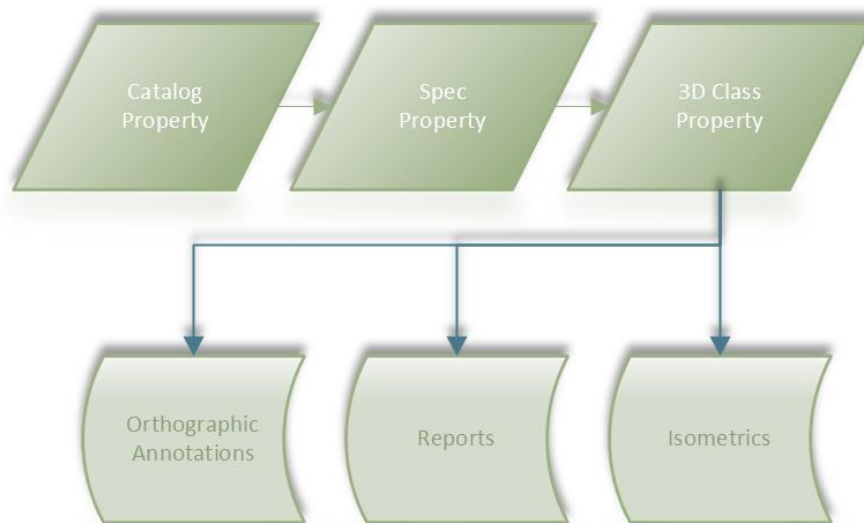 Catalog
Property
Spec
Property
3D Class
Property
Orthographic
Annotations
Reports
Isometrics